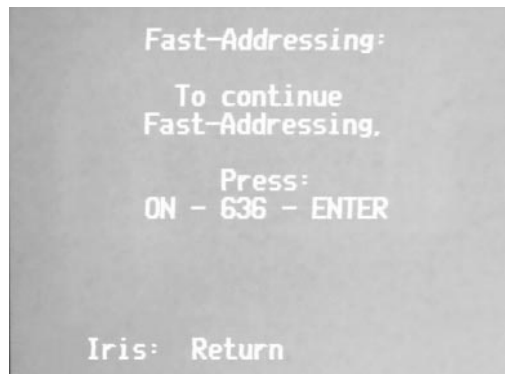 Fast-Addressing:
To continue
Fast-Addressing,
Press:
ON - 636 - ENTER
Iris: Return